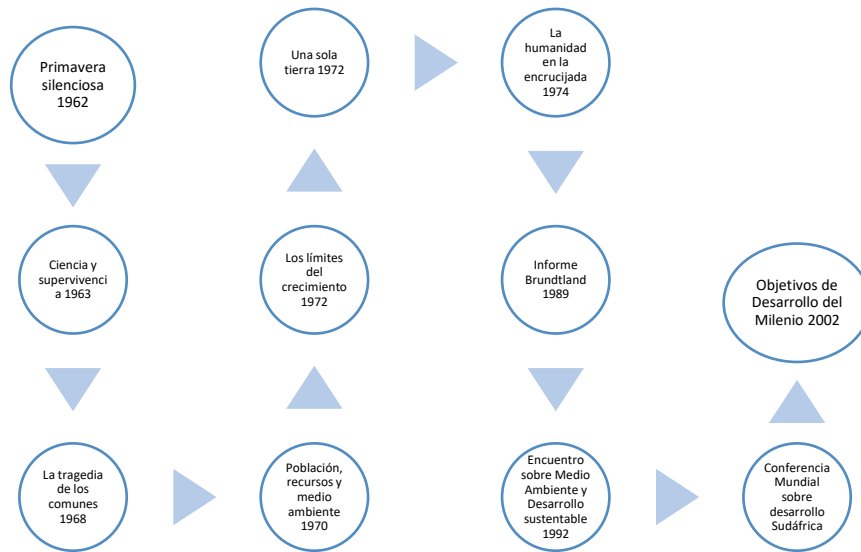 Primavera
silenciosa
1962
Ciencia y
supervivenci
a 1963
La tragedia
de los
comunes
1968
Población,
recursos y
medio
ambiente
1970
Los límites
del
crecimiento
1972
Una sola
tierra 1972
La
humanidad
en la
encrucijada
1974
Informe
Brundtland
1989
Encuentro
sobre Medio
Ambiente y
Desarrollo
sustentable
1992
Conferencia
Mundial
sobre
desarrollo
Sudáfrica
Objetivos de
Desarrollo del
Milenio 2002